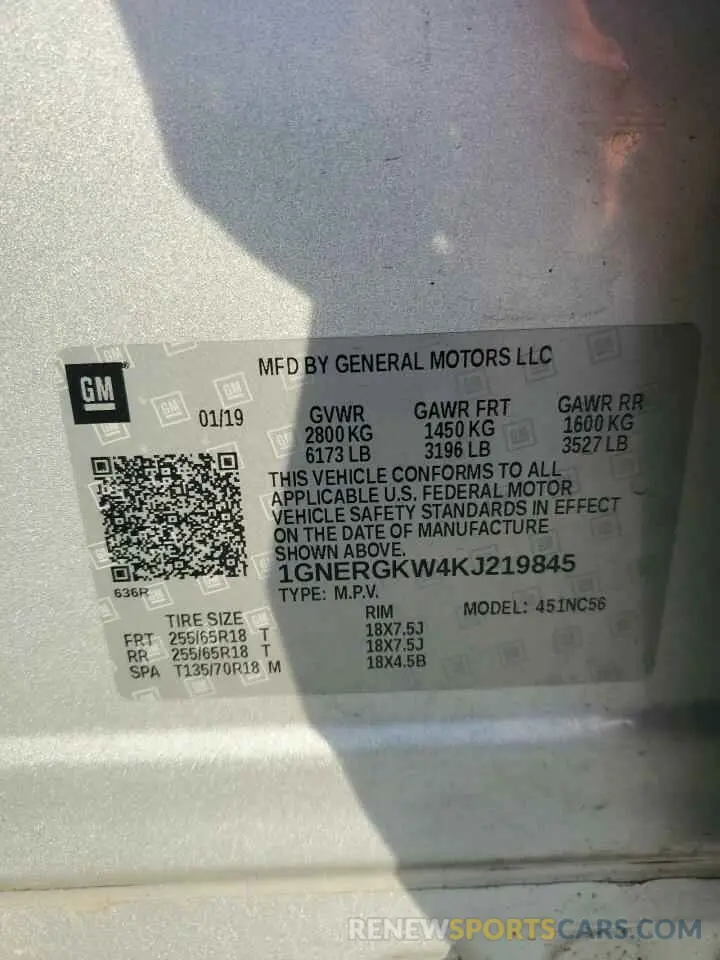 MFD BY GENERAL MOTORS LLC
GM
01/19
GVWR GAWR FRT GAWR RR
2800 KG 1450 KG 1600 KG
6173 LB 3196 LB 3527 LB
THIS VEHICLE CONFORMS TO ALL
APPLICABLE U.S. FEDERAL MOTOR
VEHICLE SAFETY STANDARDS IN EFFECT
ON THE DATE OF MANUFACTURE
SHOWN ABOVE.
1GNERGKW4KJ219845
636R
TYPE: M.P.V. MODEL: 451NC56
TIRE SIZE RIM
FRT 255/65R18 T 18X7.5J
RR 255/65R18 T 18X7.5J
SPA T135/70R18 M 18X4.5B
RENEWSPORTSCARS.COM